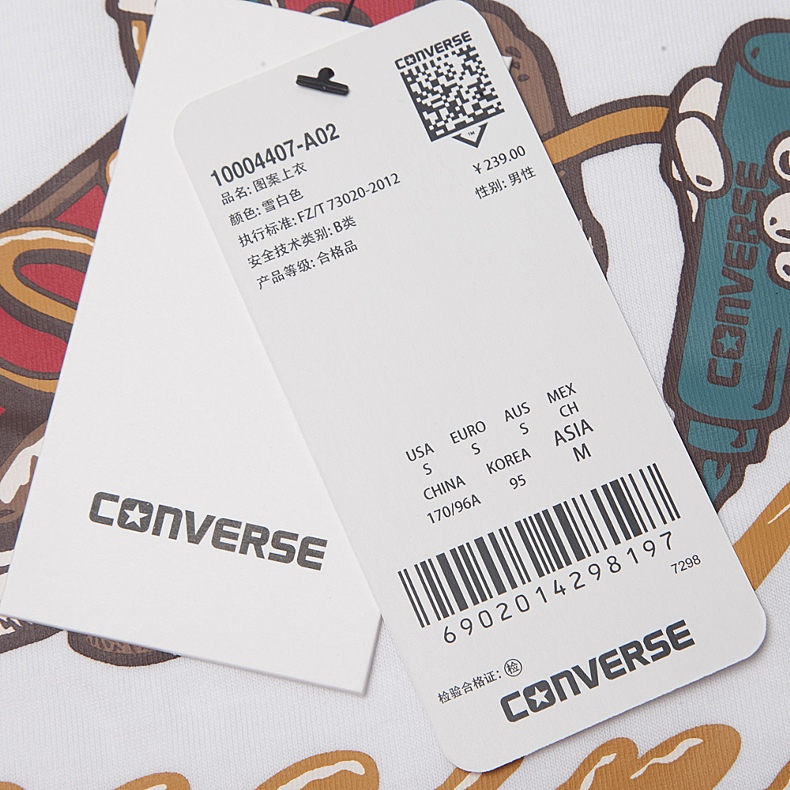 CONVERSE
10004407-A02
品名: 图案上衣
颜色: 雪白色
执行标准: FZ/T 73020-2012
安全技术类别: B类
产品等级: 合格品
￥239.00
性别: 男性
USA EURO AUS MEX
S S S CH
CHINA KOREA ASIA
170/96A 95 M
6902014298197
7298
检验合格证: 检
CONVERSE
CONVERSE
CONVERSE